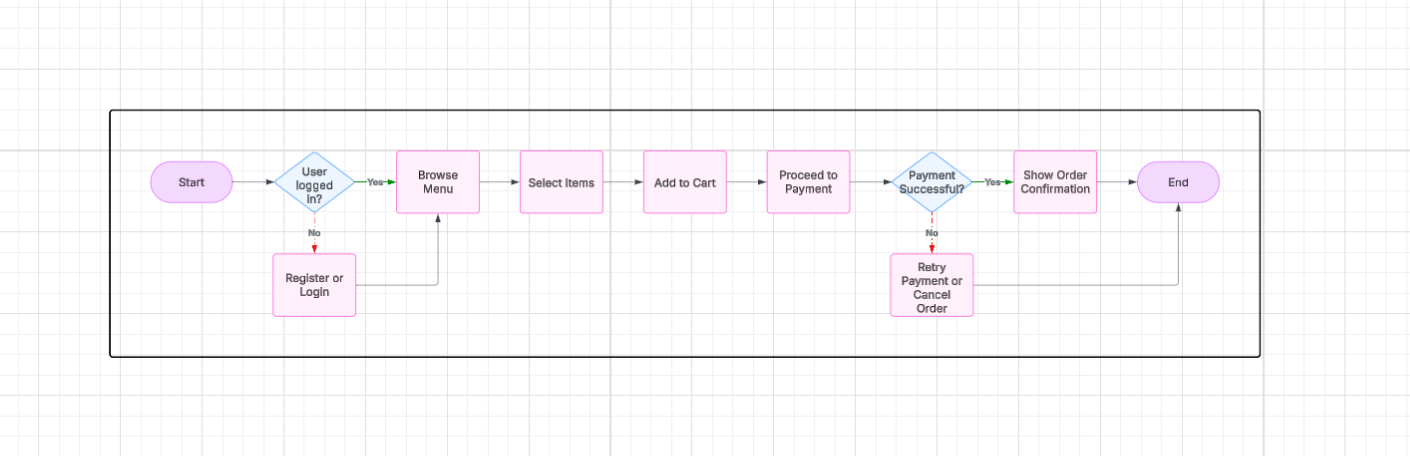 Start
User
logged
In?
Yes
Browse
Menu
Select Items
Add to Cart
Proceed to
Payment
Payment
Successful?
Yes
Show Order
Confirmation
End
No
Register or
Login
No
Retry
Payment or
Cancel
Order